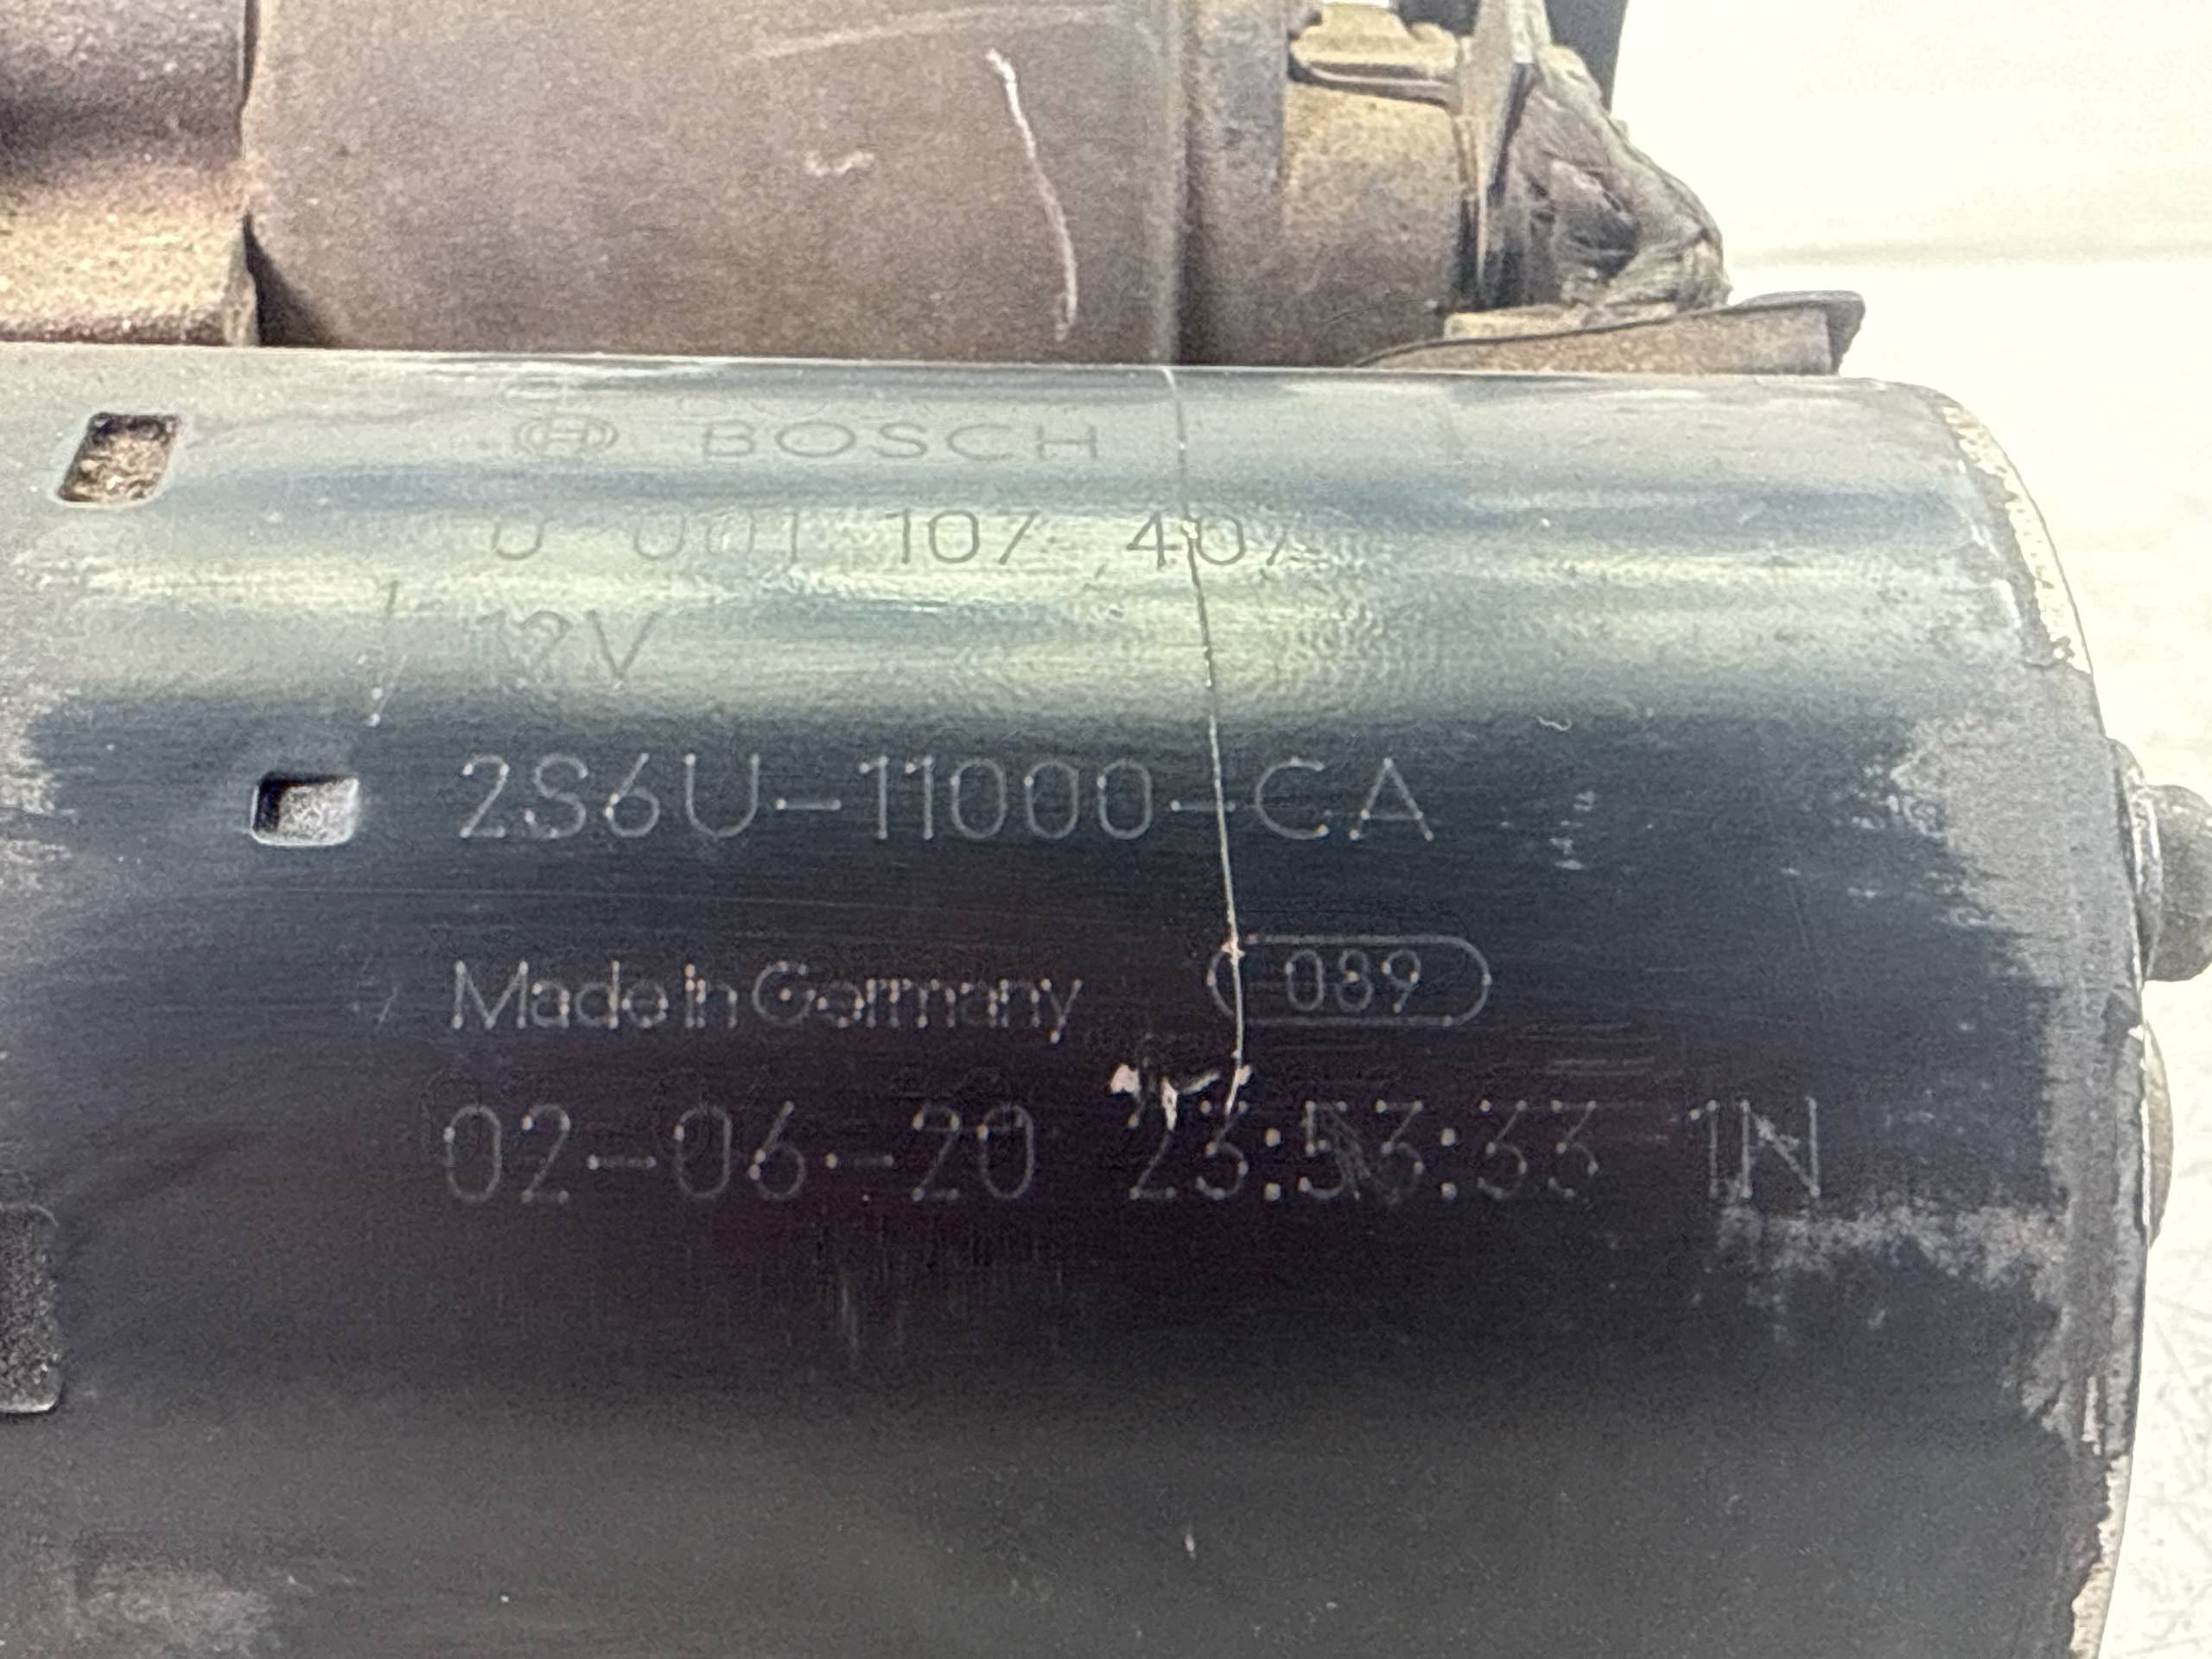 BOSCH
0 001 107 407
12V
2S6U-11000-CA
Made in Germany 089
02-06-20 23:53:33 1N